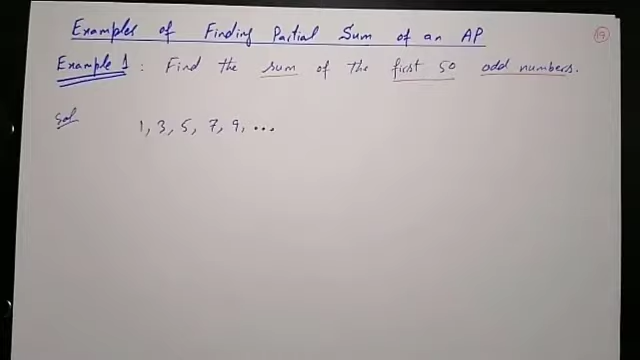 Examples of Finding Partial Sum of an AP
Example 1 : Find the sum of the first 50 odd numbers.
Sol
1, 3, 5, 7, 9, ...